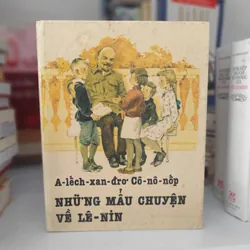 A-lếch-xan-đrơ Cô-nô-nốp
NHỮNG MẨU CHUYỆN
VỀ LÊ-NIN